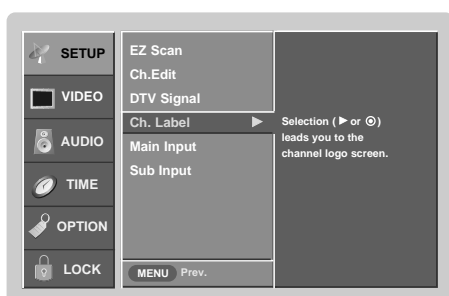 SETUP
VIDEO
AUDIO
TIME
OPTION
LOCK
EZ Scan
Ch.Edit
DTV Signal
Ch. Label ▶
Main Input
Sub Input
MENU Prev.
Selection (▶ or ⦿)
leads you to the
channel logo screen.